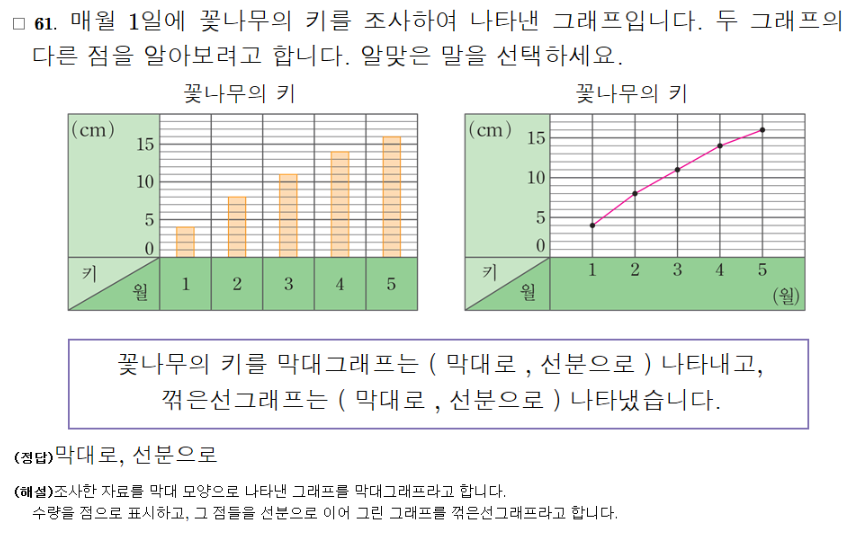 □ 61. 매월 1일에 꽃나무의 키를 조사하여 나타낸 그래프입니다. 두 그래프의
다른 점을 알아보려고 합니다. 알맞은 말을 선택하세요.
꽃나무의 키
(cm)
15
10
5
0
키
월
1 2 3 4 5
꽃나무의 키
(cm)
15
10
5
0
키
월
1 2 3 4 5
(월)
꽃나무의 키를 막대그래프는 ( 막대로 , 선분으로 ) 나타내고,
꺾은선그래프는 ( 막대로 , 선분으로 ) 나타냈습니다.
(정답)막대로, 선분으로
(해설)조사한 자료를 막대 모양으로 나타낸 그래프를 막대그래프라고 합니다.
수량을 점으로 표시하고, 그 점들을 선분으로 이어 그린 그래프를 꺾은선그래프라고 합니다.